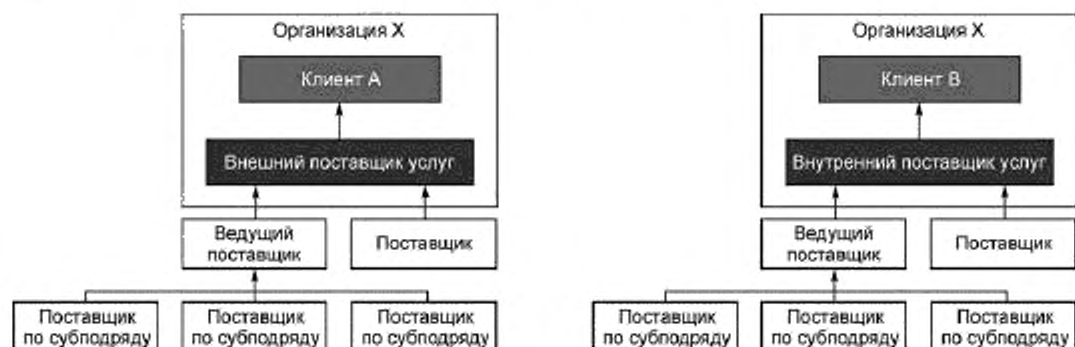 Организация X
Клиент A
Внешний поставщик услуг
Ведущий
поставщик
Поставщик
Поставщик
по субподряду
Поставщик
по субподряду
Поставщик
по субподряду
Организация X
Клиент B
Внутренний поставщик услуг
Ведущий
поставщик
Поставщик
Поставщик
по субподряду
Поставщик
по субподряду
Поставщик
по субподряду